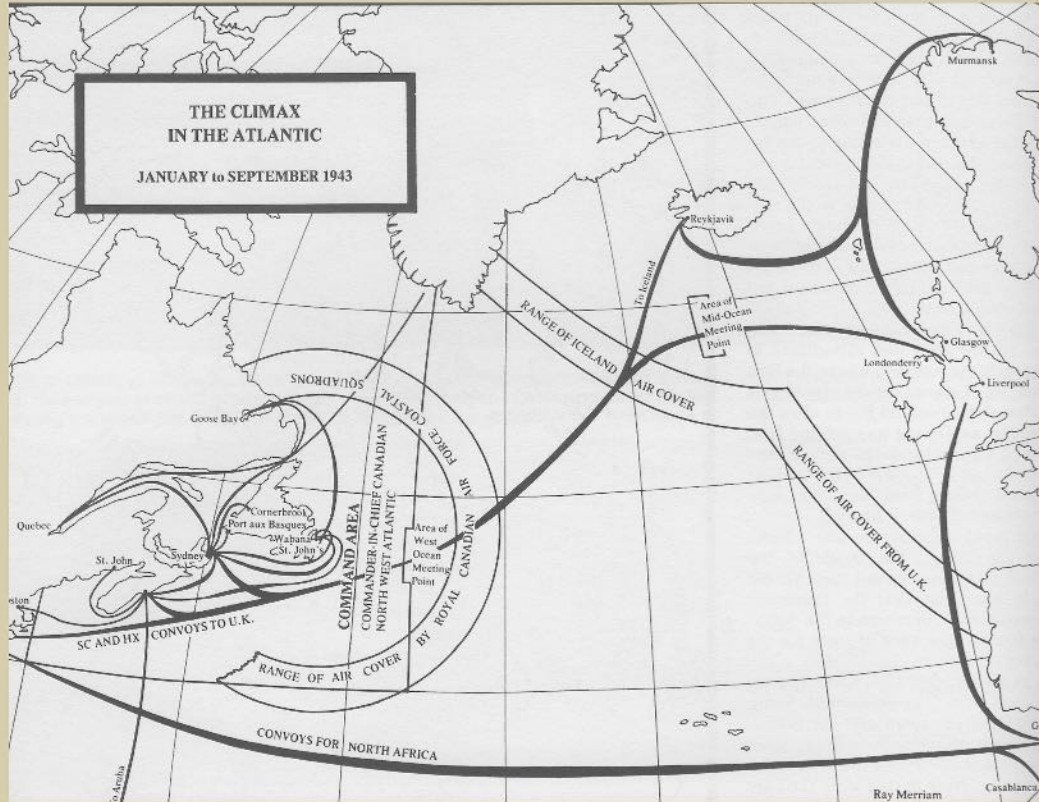 THE CLIMAX
IN THE ATLANTIC
JANUARY to SEPTEMBER 1943
Murmansk
Reykjavik
To Iceland
Area of
Mid-Ocean
Meeting
Point
RANGE OF ICELAND AIR COVER
Glasgow
Londonderry
Liverpool
RANGE OF AIR COVER FROM U.K.
Goose Bay
RANGE OF AIR COVER BY ROYAL CANADIAN AIR FORCE COASTAL SQUADRONS
COMMAND AREA
COMMANDER-IN-CHIEF CANADIAN
NORTH WEST ATLANTIC
Area of
West
Ocean
Meeting
Point
Quebec
Cornerbrook
Port aux Basques
Wabana
St. John's
Sydney
St. John
ston
SC AND HX CONVOYS TO U.K.
CONVOYS FOR NORTH AFRICA
o Aruba
G
Casablanca
Ray Merriam